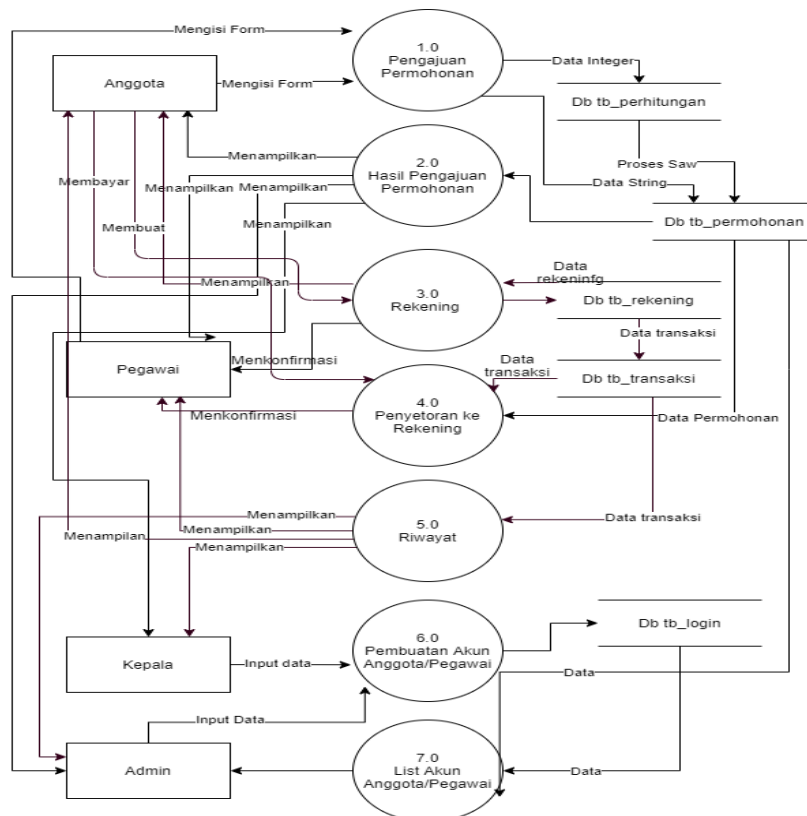 Mengisi Form
1.0
Pengajuan
Permohonan
Data Integer
Anggota
Mengisi Form
Db tb_perhitungan
Menampilkan
2.0
Hasil Pengajuan
Permohonan
Proses Saw
Membayar
Menampilkan
Menampilkan
Data String
Membuat
Menampilkan
Db tb_permohonan
Menampilkan
3.0
Rekening
Data
rekeninfg
Db tb_rekening
Data transaksi
Pegawai
Menkonfirmasi
Data
transaksi
Db tb_transaksi
Menkonfirmasi
4.0
Penyetoran ke
Rekening
Data Permohonan
Menampilkan
Menampilkan
Menampilan
Menampilkan
5.0
Riwayat
Data transaksi
Kepala
Input data
6.0
Pembuatan Akun
Anggota/Pegawai
Db tb_login
Data
Input Data
Admin
7.0
List Akun
Anggota/Pegawai
Data